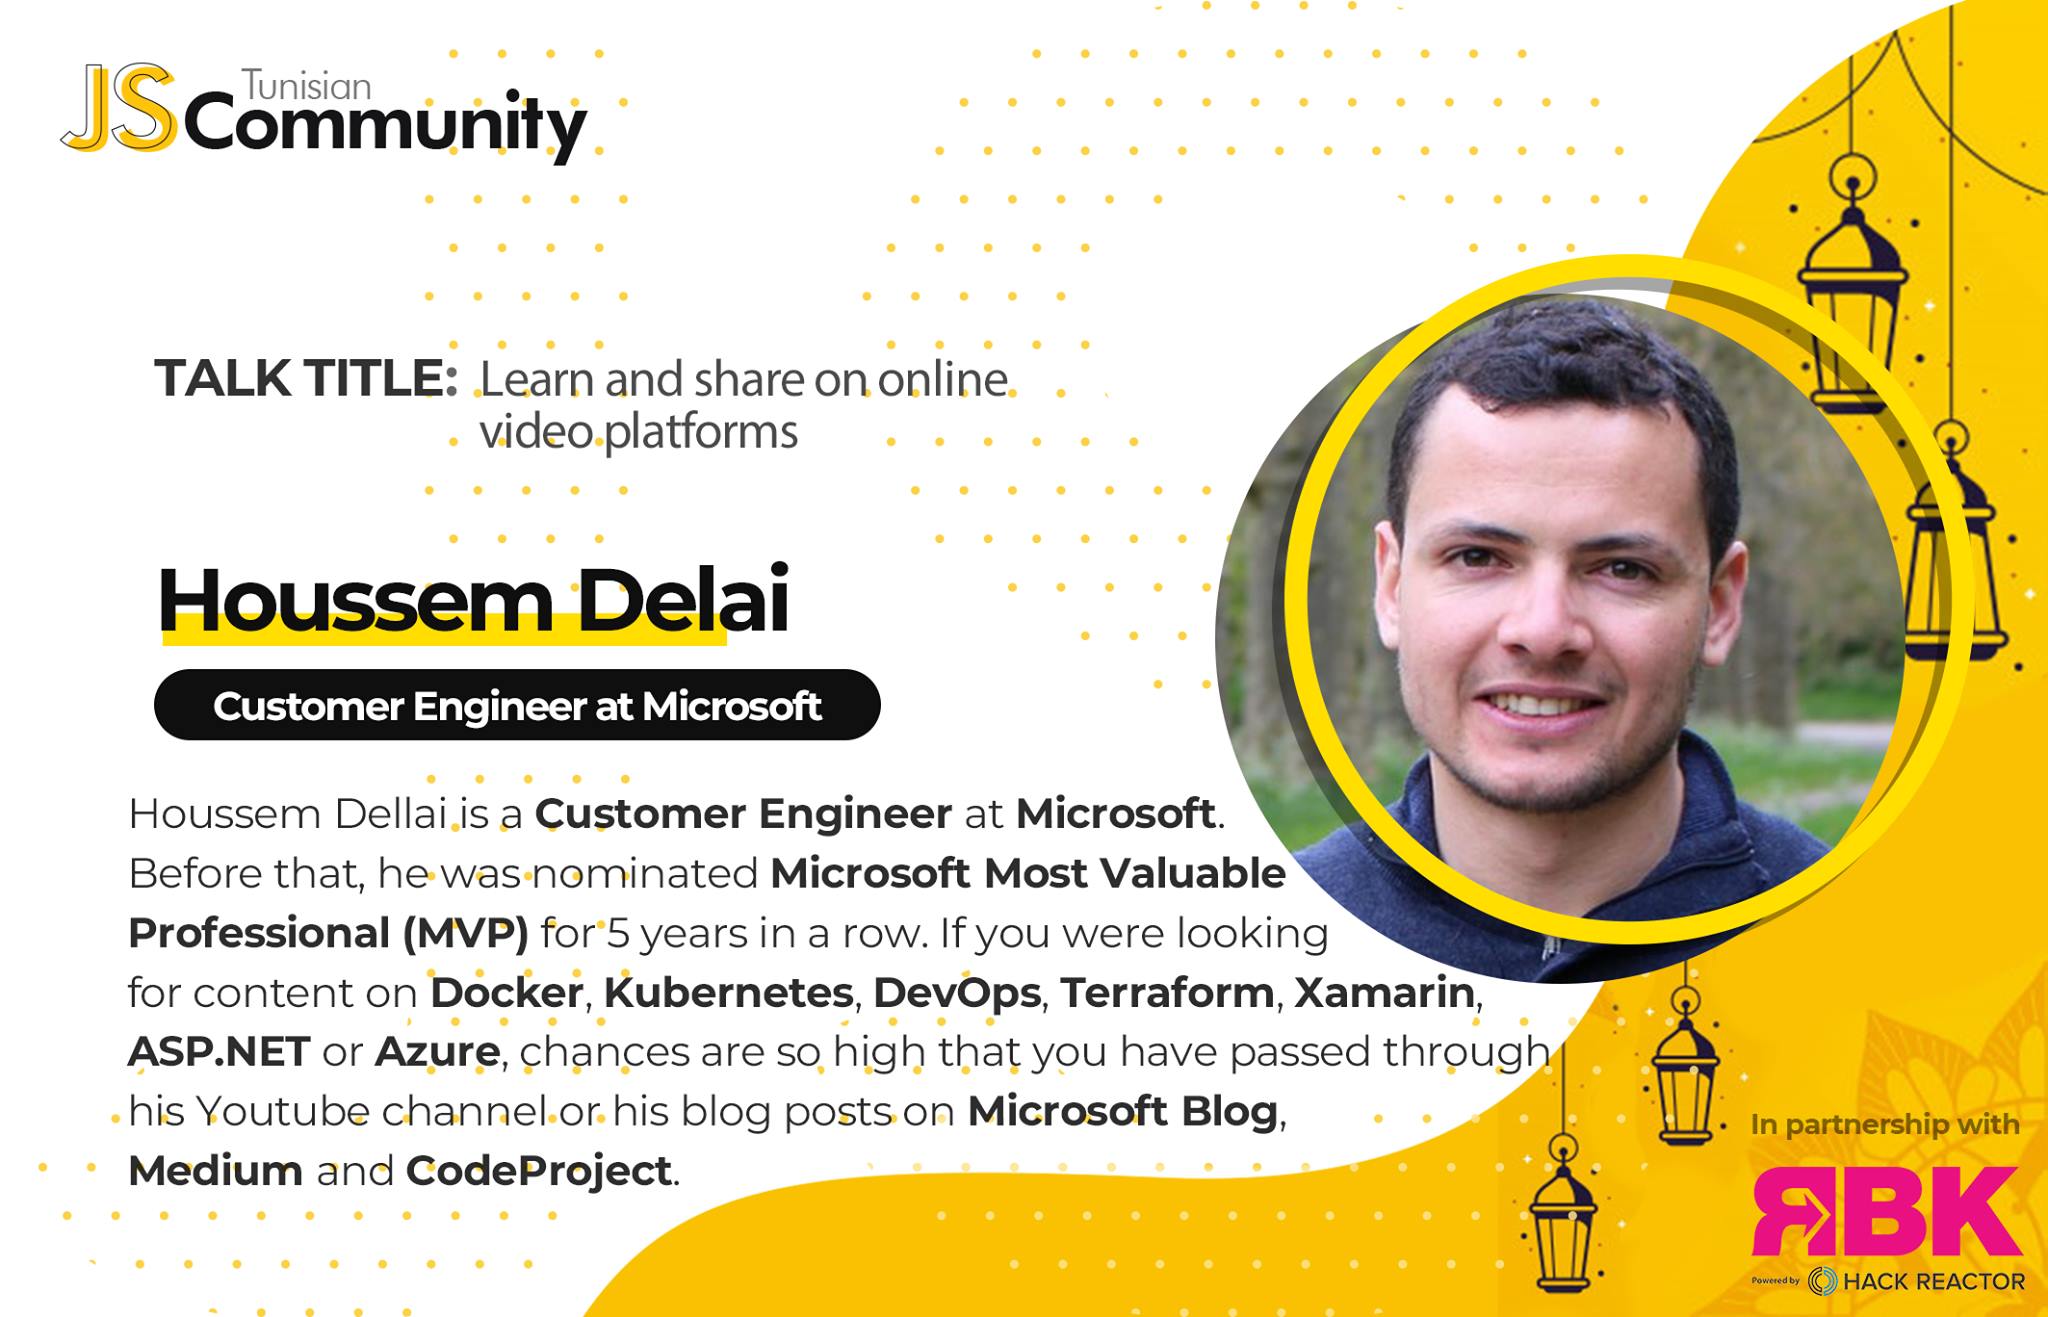 JS Tunisian Community
TALK TITLE: Learn and share on online
video platforms
Houssem Delai
Customer Engineer at Microsoft
Houssem Dellai is a Customer Engineer at Microsoft.
Before that, he was nominated Microsoft Most Valuable
Professional (MVP) for 5 years in a row. If you were looking
for content on Docker, Kubernetes, DevOps, Terraform, Xamarin,
ASP.NET or Azure, chances are so high that you have passed through
his Youtube channel or his blog posts on Microsoft Blog,
Medium and CodeProject.
In partnership with
RBK
Powered by HACK REACTOR